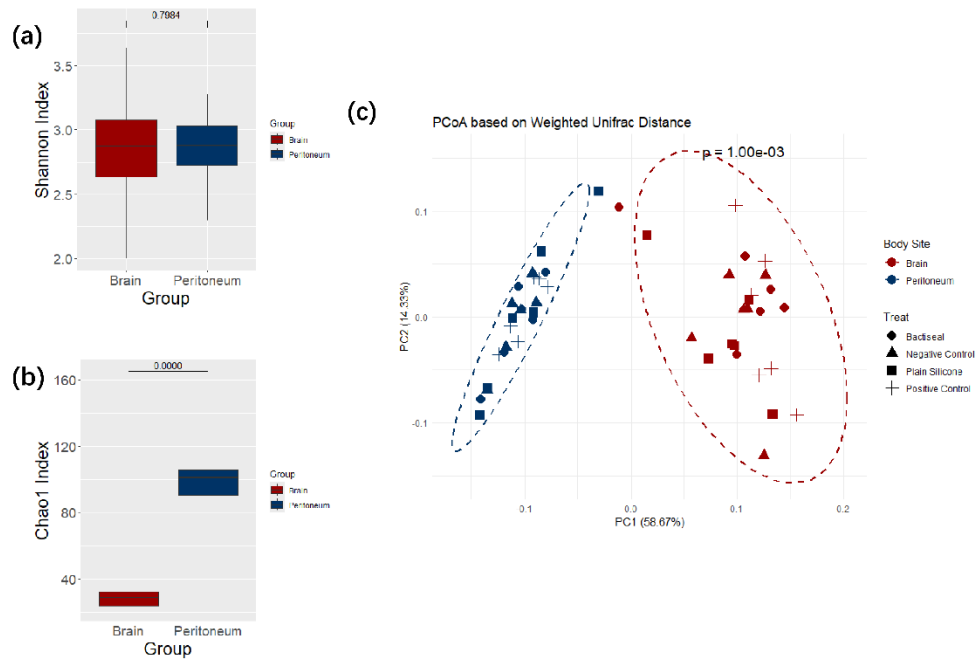 (a)
0.7984
3.5
3.0
2.5
2.0
Shannon Index
Brain
Peritoneum
Group
Group
Brain
Peritoneum
(b)
0.0000
160
120
80
40
Chao1 Index
Brain
Peritoneum
Group
Group
Brain
Peritoneum
(c)
PCoA based on Weighted Unifrac Distance
p = 1.00e-03
0.1
0.0
-0.1
PC2 (14.33%)
0.1
0.0
0.1
0.2
PC1 (58.67%)
Body Site
Brain
Peritoneum
Treat
Bactiseal
Negative Control
Plain Silicone
Positive Control